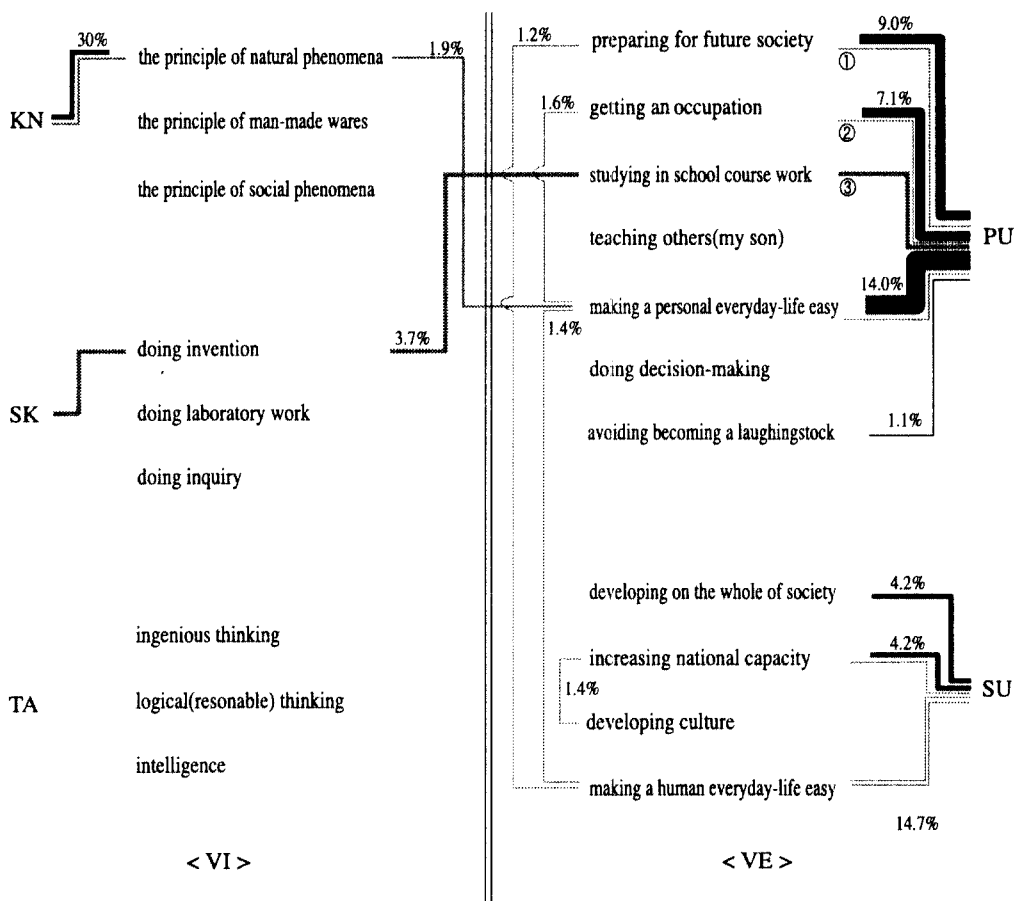 30%
KN
the principle of natural phenomena
1.9%
the principle of man-made wares
the principle of social phenomena
SK
doing invention
3.7%
doing laboratory work
doing inquiry
TA
ingenious thinking
logical(resonable) thinking
intelligence
< VI >
1.2%
preparing for future society
9.0%
①
1.6%
getting an occupation
7.1%
②
studying in school course work
③
teaching others(my son)
PU
making a personal everyday-life easy
14.0%
1.4%
doing decision-making
avoiding becoming a laughingstock
1.1%
developing on the whole of society
4.2%
increasing national capacity
4.2%
1.4%
SU
developing culture
making a human everyday-life easy
14.7%
< VE >